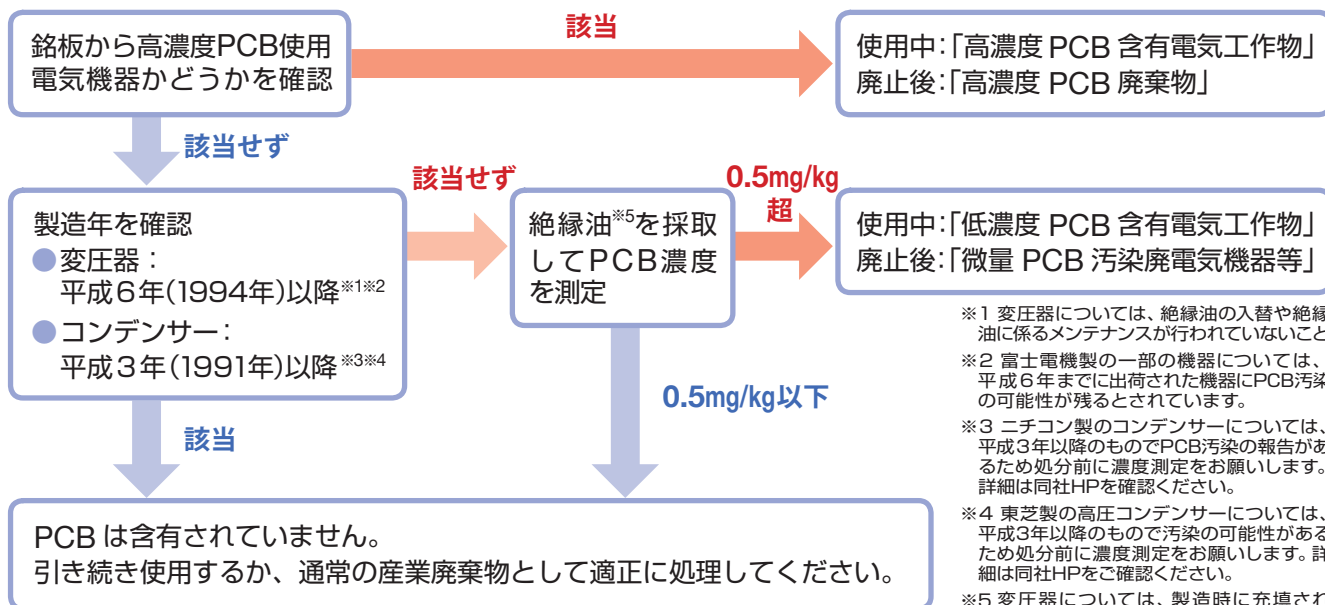 銘板から高濃度PCB使用
電気機器かどうかを確認
該当
使用中：「高濃度 PCB 含有電気工作物」
廃止後：「高濃度 PCB 廃棄物」
該当せず
製造年を確認
●変圧器：
平成6年(1994年)以降※1※2
●コンデンサー：
平成3年(1991年)以降※3※4
該当せず
絶縁油※5を採取
してPCB濃度
を測定
0.5mg/kg
超
使用中：「低濃度 PCB 含有電気工作物」
廃止後：「微量 PCB 汚染廃電気機器等」
該当
0.5mg/kg以下
PCB は含有されていません。
引き続き使用するか、通常の産業廃棄物として適正に処理してください。
※1 変圧器については、絶縁油の入替や絶縁
油に係るメンテナンスが行われていないこと
※2 富士電機製の一部の機器については、
平成6年までに出荷された機器にPCB汚染
の可能性が残るとされています。
※3 ニチコン製のコンデンサーについては、
平成3年以降のものでPCB汚染の報告があ
るため処分前に濃度測定をお願いします。
詳細は同社HPを確認ください。
※4 東芝製の高圧コンデンサーについては、
平成3年以降のもので汚染の可能性がある
ため処分前に濃度測定をお願いします。詳
細は同社HPをご確認ください。
※5 変圧器については、製造時に充填され